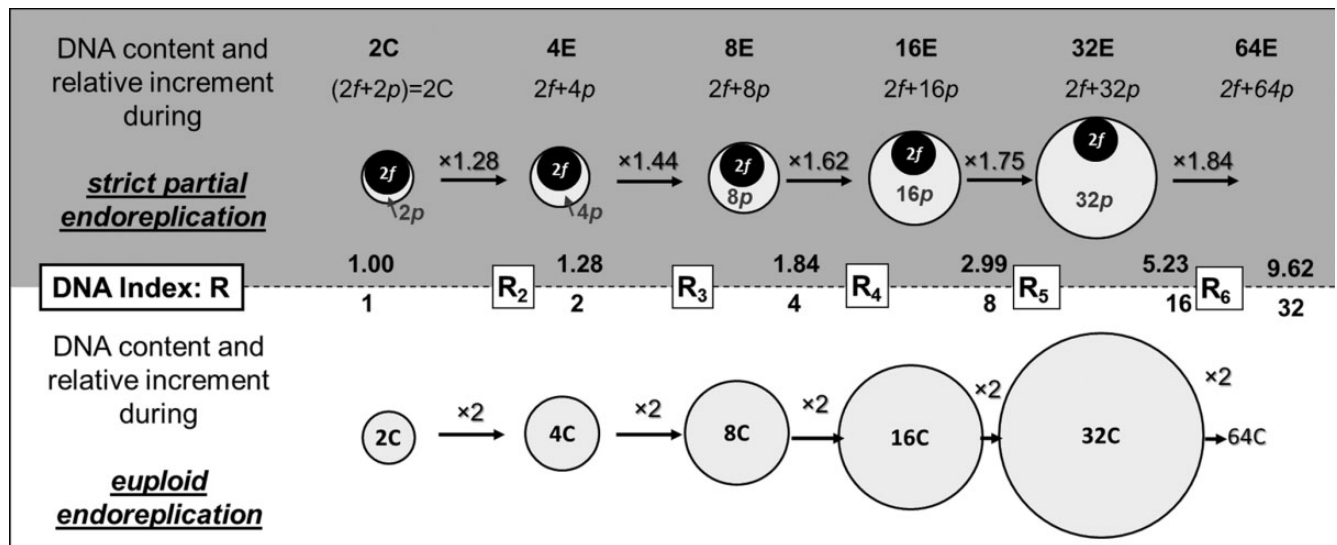 DNA content and
relative increment
during
strict partial
endoreplication
2C 4E 8E 16E 32E 64E
(2f+2p)=2C 2f+4p 2f+8p 2f+16p 2f+32p 2f+64p
2f ×1.28 2f ×1.44 2f ×1.62 2f ×1.75 2f ×1.84
2p 4p 8p 16p 32p
1.00 1.28 1.84 2.99 5.23 9.62
DNA Index: R R2 R3 R4 R5 R6
1 2 4 8 16 32
DNA content and
relative increment
during
euploid
endoreplication
×2 ×2 ×2 ×2 ×2
2C 4C 8C 16C 32C 64C